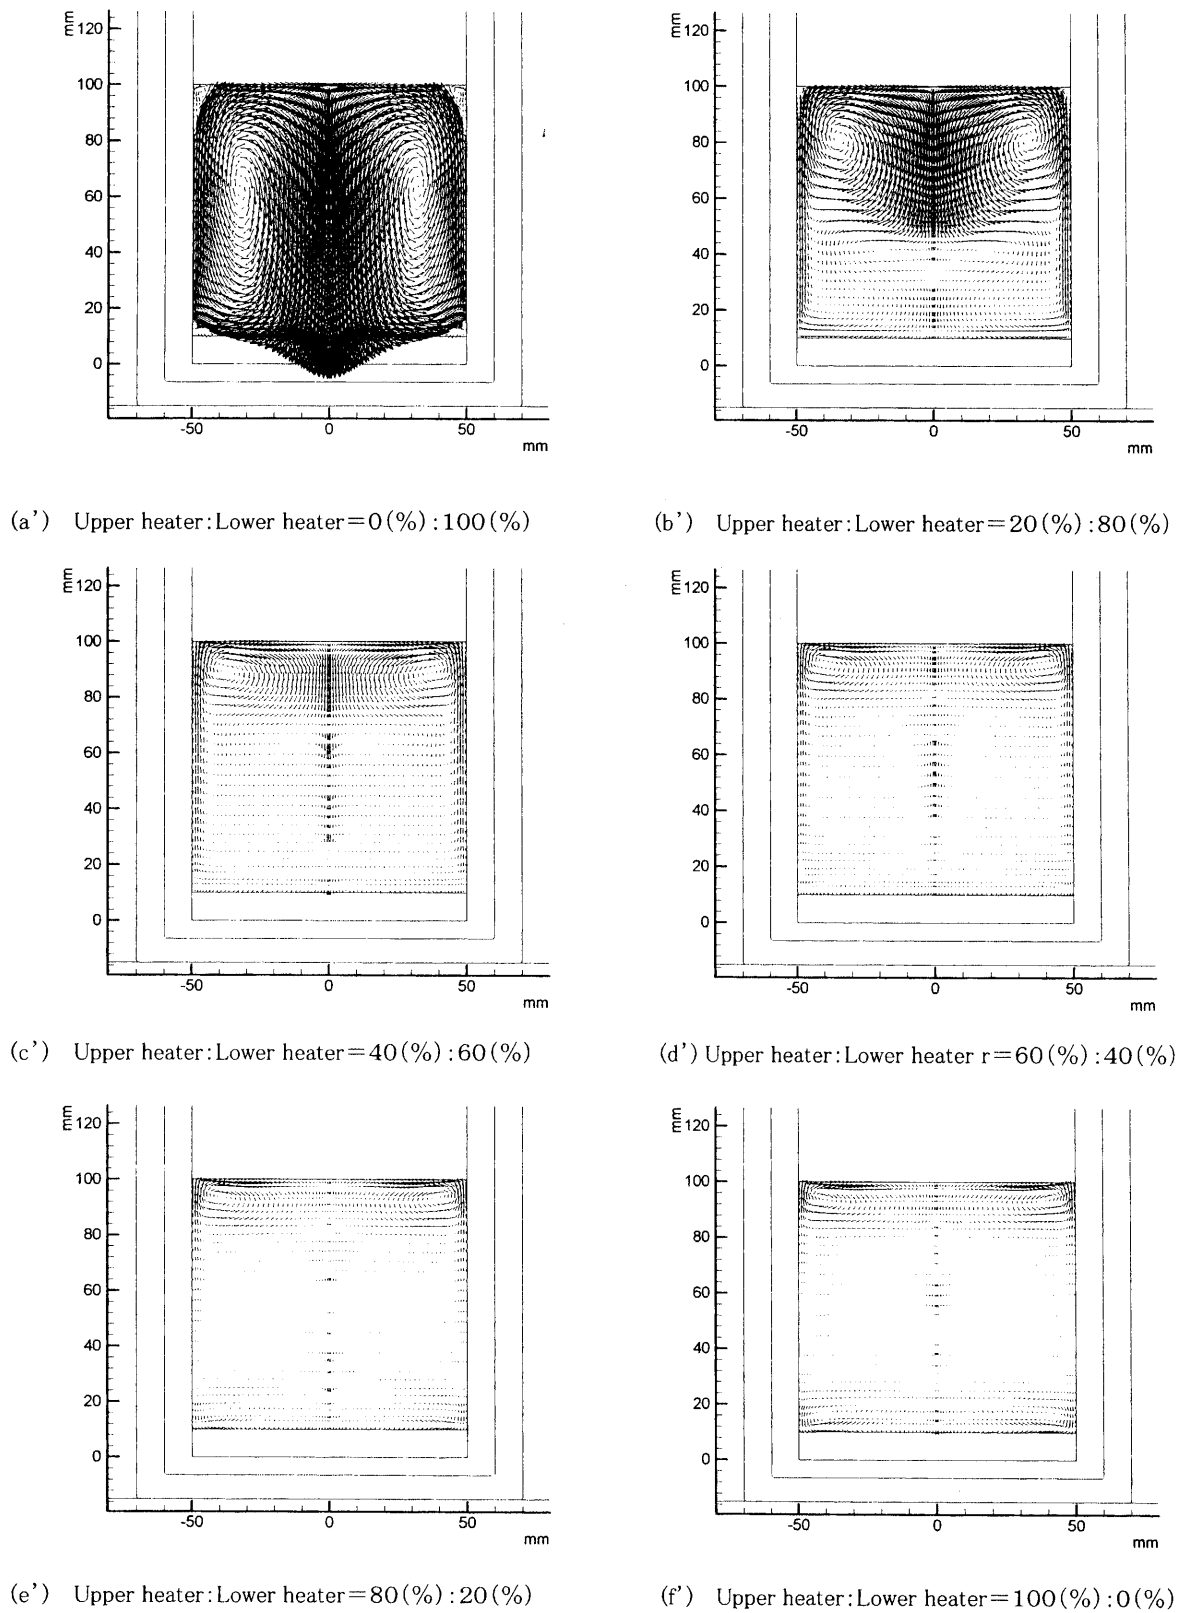 mm
120
100
80
60
40
20
0
-50 0 50
mm
(a') Upper heater:Lower heater=0(%):100(%)
mm
120
100
80
60
40
20
0
-50 0 50
mm
(b') Upper heater:Lower heater=20(%):80(%)
mm
120
100
80
60
40
20
0
-50 0 50
mm
(c') Upper heater:Lower heater=40(%):60(%)
mm
120
100
80
60
40
20
0
-50 0 50
mm
(d') Upper heater:Lower heater r=60(%):40(%)
mm
120
100
80
60
40
20
0
-50 0 50
mm
(e') Upper heater:Lower heater=80(%):20(%)
mm
120
100
80
60
40
20
0
-50 0 50
mm
(f') Upper heater:Lower heater=100(%):0(%)